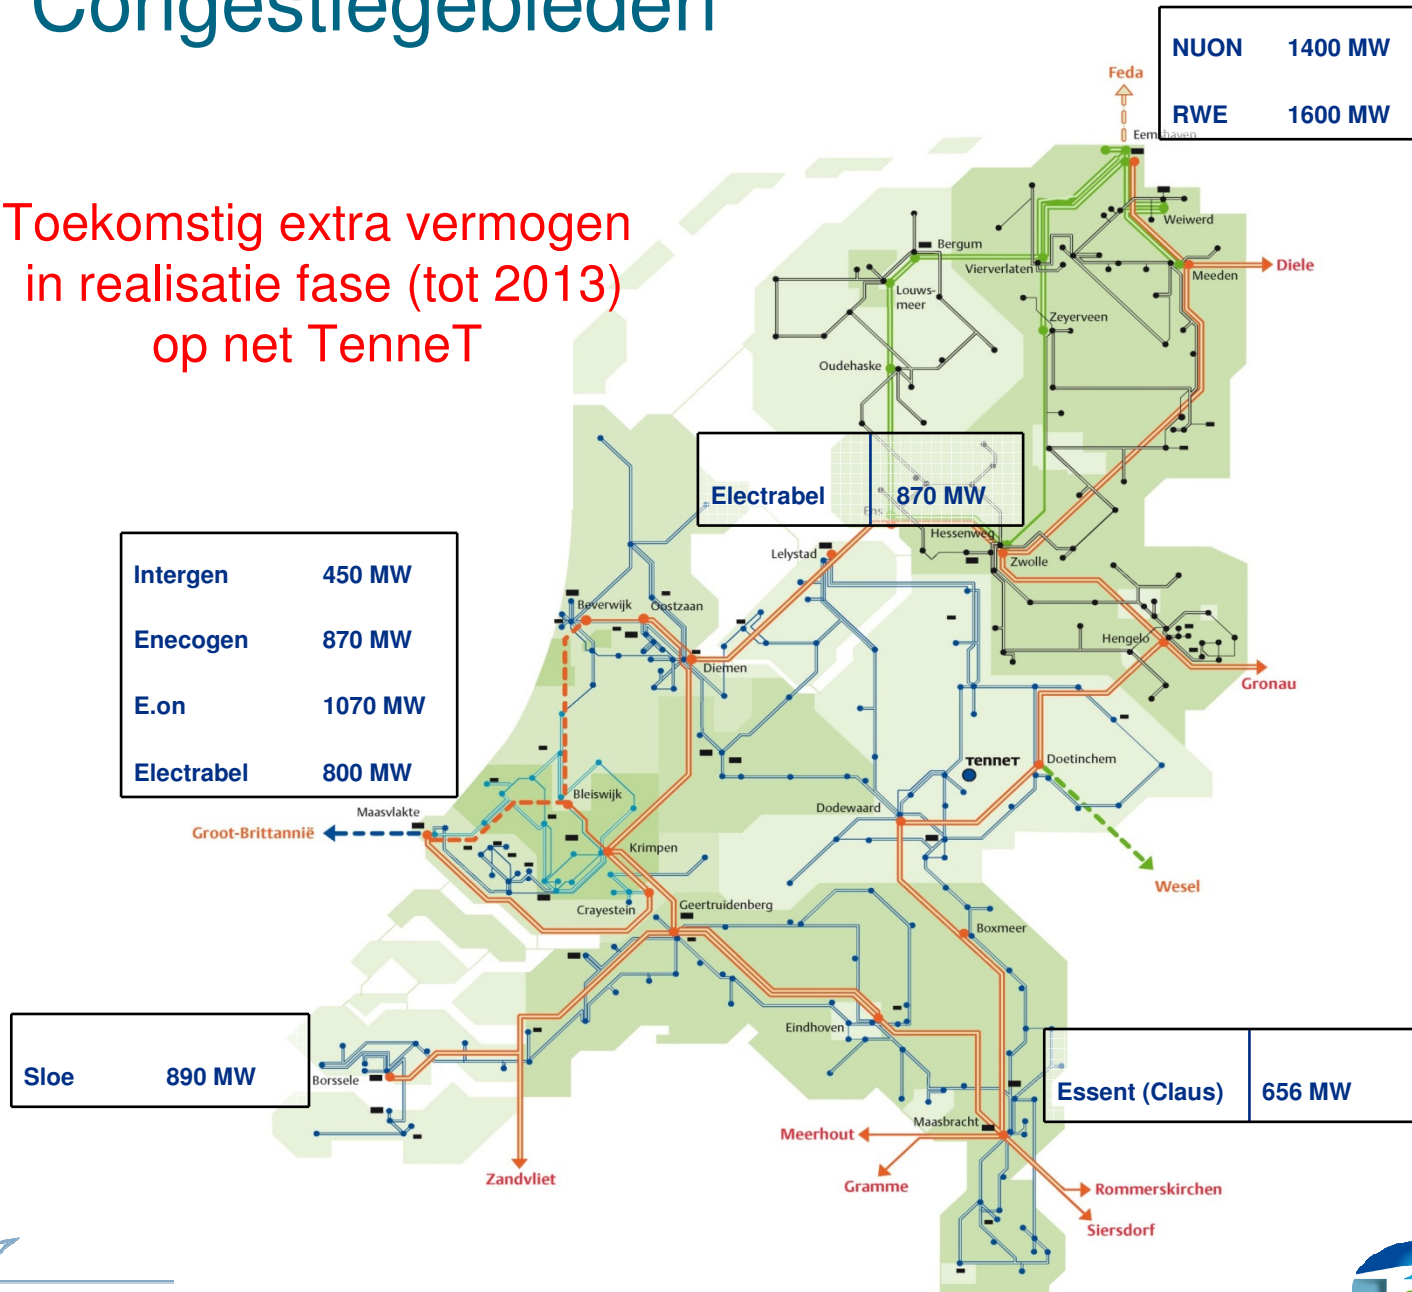 Congestiegebieden
NUON 1400 MW
RWE 1600 MW
Feda
Eemshaven
Toekomstig extra vermogen
in realisatie fase (tot 2013)
op net TenneT
Weiwerd
Bergum
Vierverlaten
Meeden
Diele
Louws-
meer
Zeyerveen
Oudehaske
Electrabel 870 MW
Ens
Hessenweg
Lelystad
Zwolle
Intergen 450 MW
Enecogen 870 MW
E.on 1070 MW
Electrabel 800 MW
Beverwijk
Oostzaan
Diemen
Hengelo
Gronau
TenneT
Doetinchem
Bleiswijk
Maasvlakte
Dodewaard
Groot-Brittannië
Krimpen
Wesel
Crayestein
Geertruidenberg
Boxmeer
Eindhoven
Sloe 890 MW
Borssele
Essent (Claus) 656 MW
Maasbracht
Meerhout
Zandvliet
Gramme
Rommerskirchen
Siersdorf